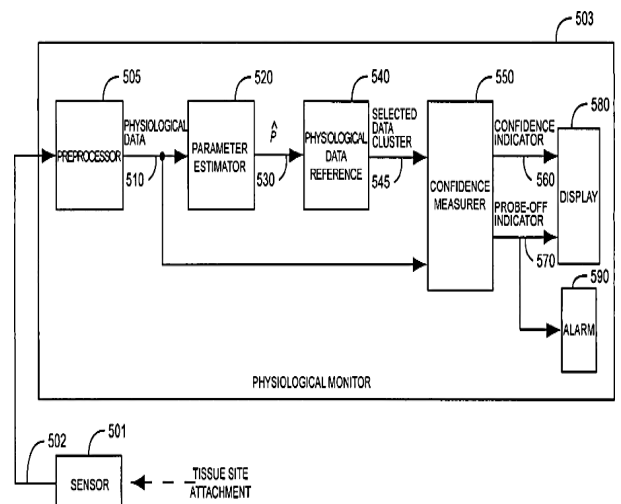 503
505
520
540
550
580
PREPROCESSOR
PHYSIOLOGICAL
DATA
510
PARAMETER
ESTIMATOR
^
P
530
PHYSIOLOGICAL
DATA
REFERENCE
SELECTED
DATA
CLUSTER
545
CONFIDENCE
MEASURER
CONFIDENCE
INDICATOR
560
PROBE-OFF
INDICATOR
570
DISPLAY
590
ALARM
PHYSIOLOGICAL MONITOR
502
501
SENSOR
TISSUE SITE
ATTACHMENT